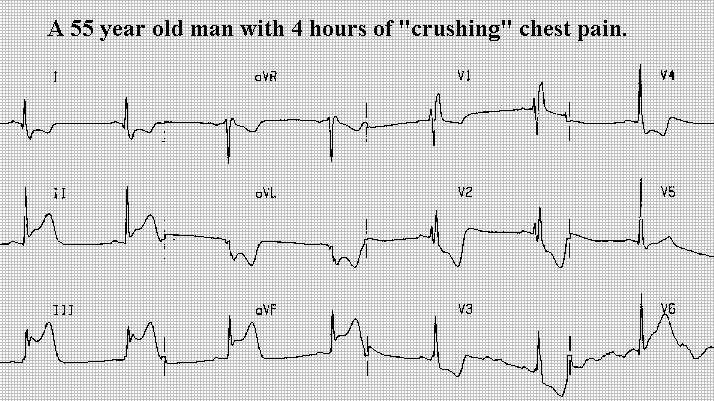 A 55 year old man with 4 hours of "crushing" chest pain.
I aVR V1 V4
II aVL V2 V5
III aVF V3 V6